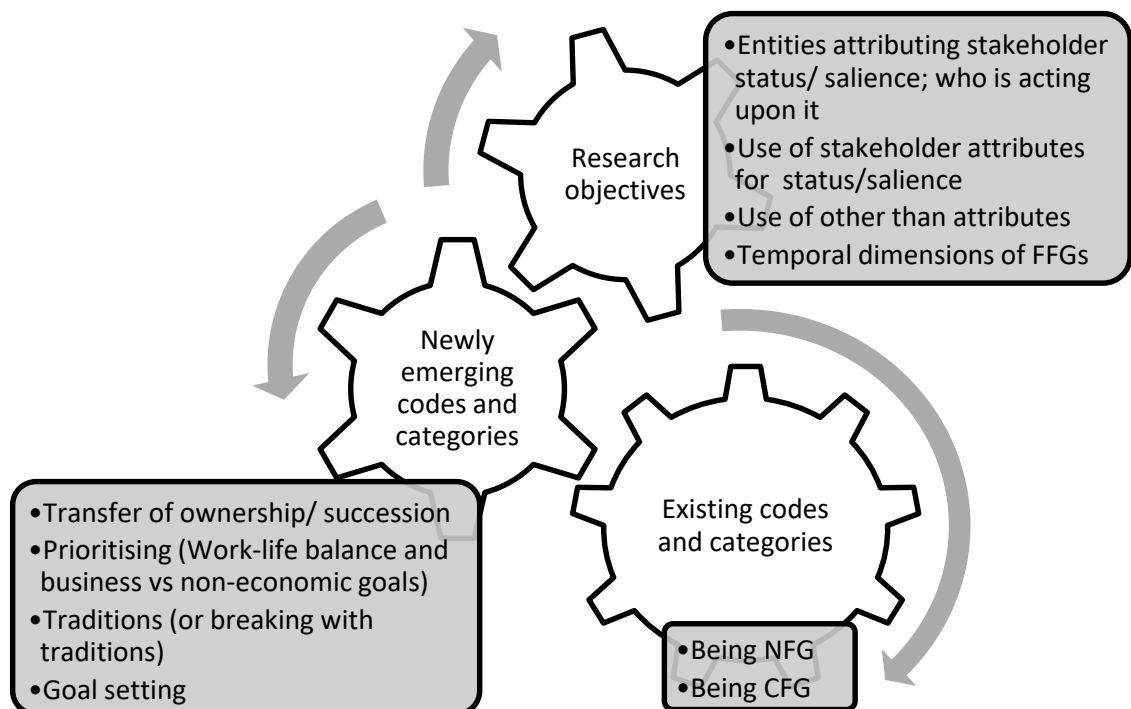 Research
objectives
•Entities attributing stakeholder
status/ salience; who is acting
upon it
•Use of stakeholder attributes
for  status/salience
•Use of other than attributes
•Temporal dimensions of FFGs
Newly
emerging
codes and
categories
•Transfer of ownership/ succession
•Prioritising (Work-life balance and
business vs non-economic goals)
•Traditions (or breaking with
traditions)
•Goal setting
Existing codes
and categories
•Being NFG
•Being CFG